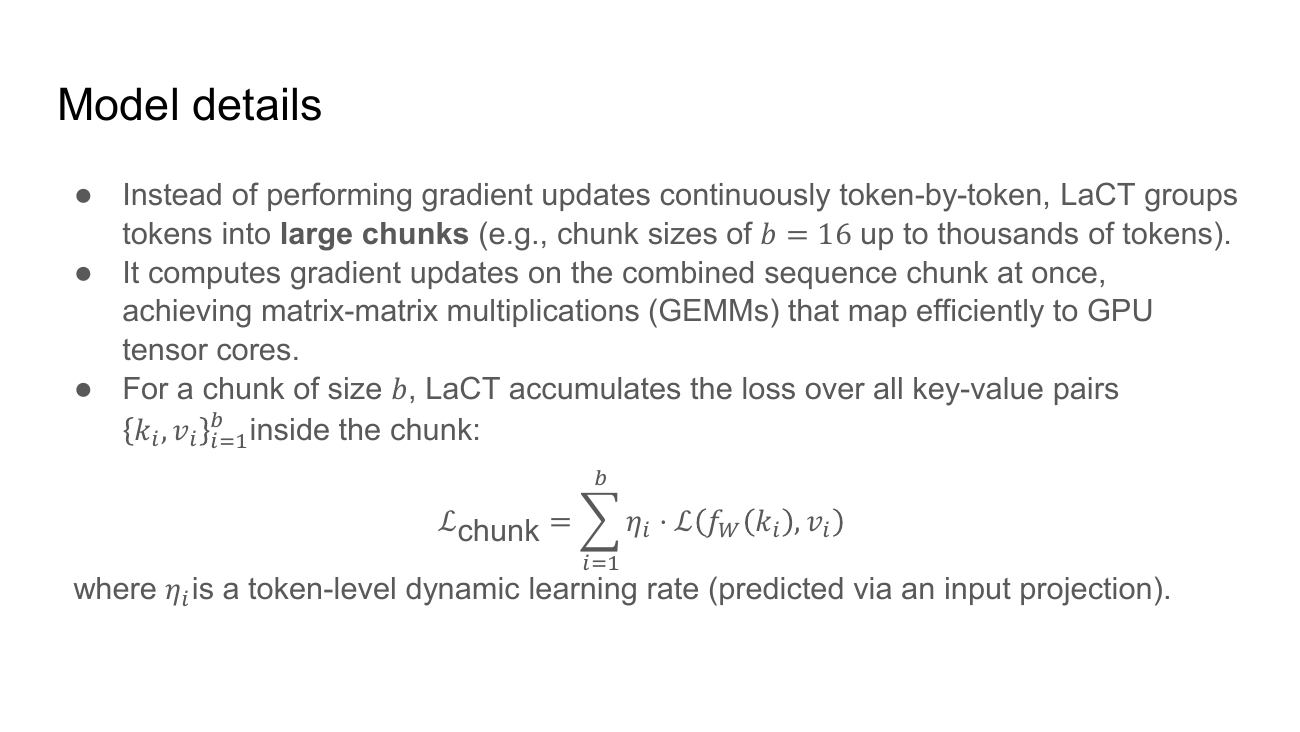 Model details
● Instead of performing gradient updates continuously token-by-token, LaCT groups
tokens into large chunks (e.g., chunk sizes of 𝑏 = 16 up to thousands of tokens).
● It computes gradient updates on the combined sequence chunk at once,
achieving matrix-matrix multiplications (GEMMs) that map efficiently to GPU
tensor cores.
● For a chunk of size 𝑏, LaCT accumulates the loss over all key-value pairs
{𝑘_𝑖, 𝑣_𝑖}_{𝑖=1}^𝑏 inside the chunk:
ℒ_chunk = ∑_{𝑖=1}^𝑏 𝜂_𝑖 · ℒ(𝑓_𝑊(𝑘_𝑖), 𝑣_𝑖)
where 𝜂_𝑖 is a token-level dynamic learning rate (predicted via an input projection).